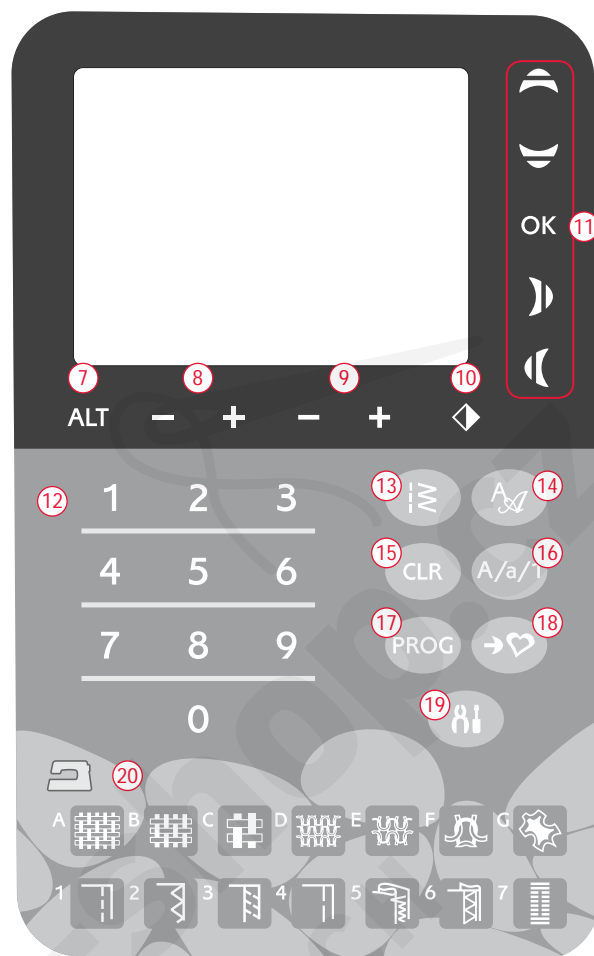 OK 11
7 8 9 10
ALT − + − +
12 1 2 3 13 14 A
4 5 6 15 CLR 16 A/a/1
7 8 9 17 PROG 18
19
0
20
A B C D E F G
1 2 3 4 5 6 7